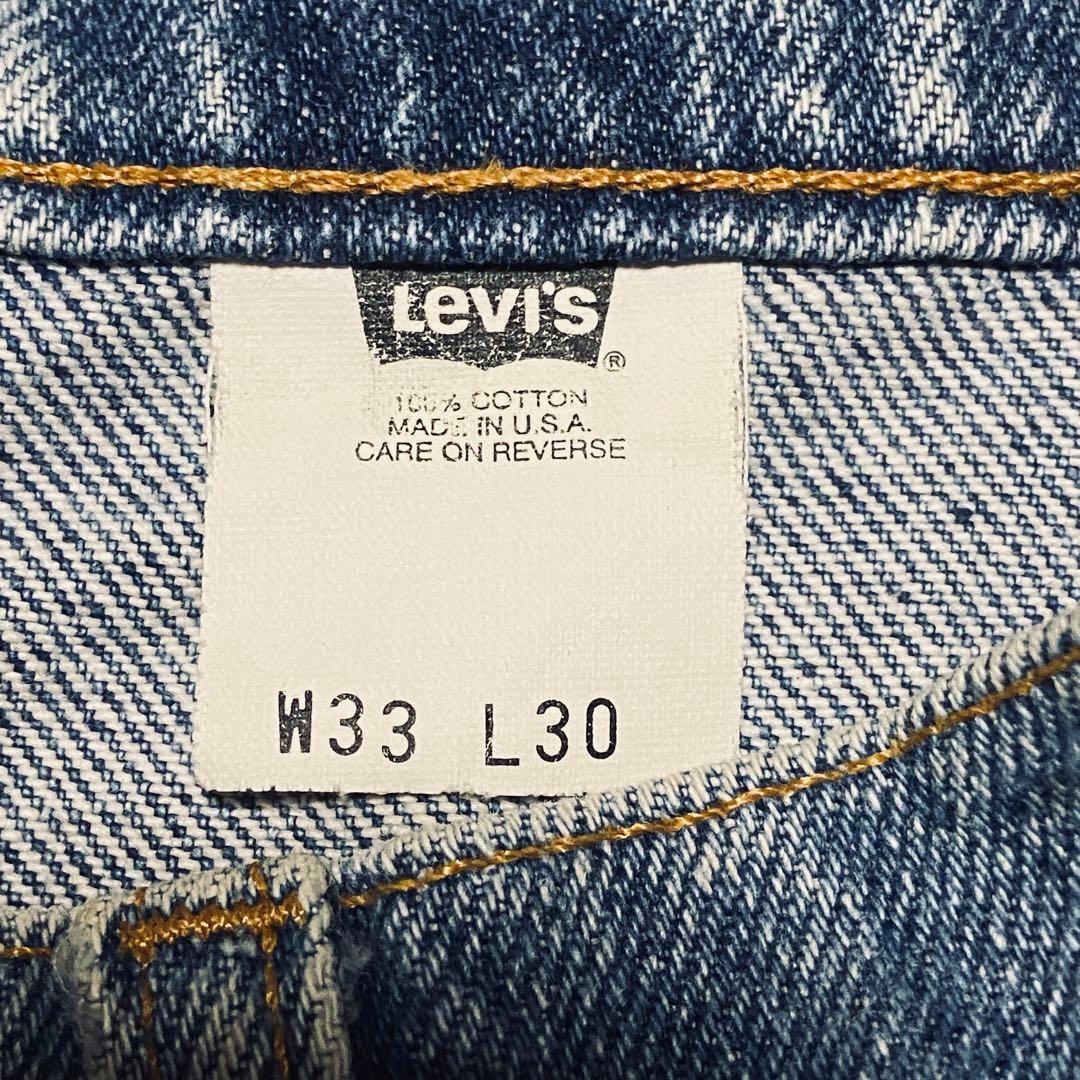 Levi's
®
100% COTTON
MADE IN U.S.A.
CARE ON REVERSE
W33 L30